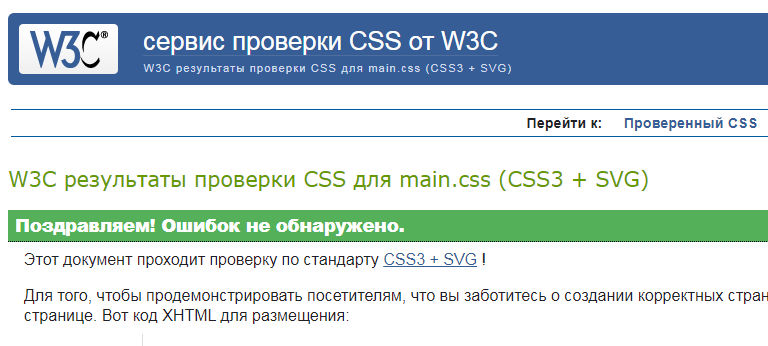 W3C®
сервис проверки CSS от W3C
W3C результаты проверки CSS для main.css (CSS3 + SVG)
Перейти к: Проверенный CSS
W3C результаты проверки CSS для main.css (CSS3 + SVG)
Поздравляем! Ошибок не обнаружено.
Этот документ проходит проверку по стандарту CSS3 + SVG !
Для того, чтобы продемонстрировать посетителям, что вы заботитесь о создании корректных стран
странице. Вот код XHTML для размещения: